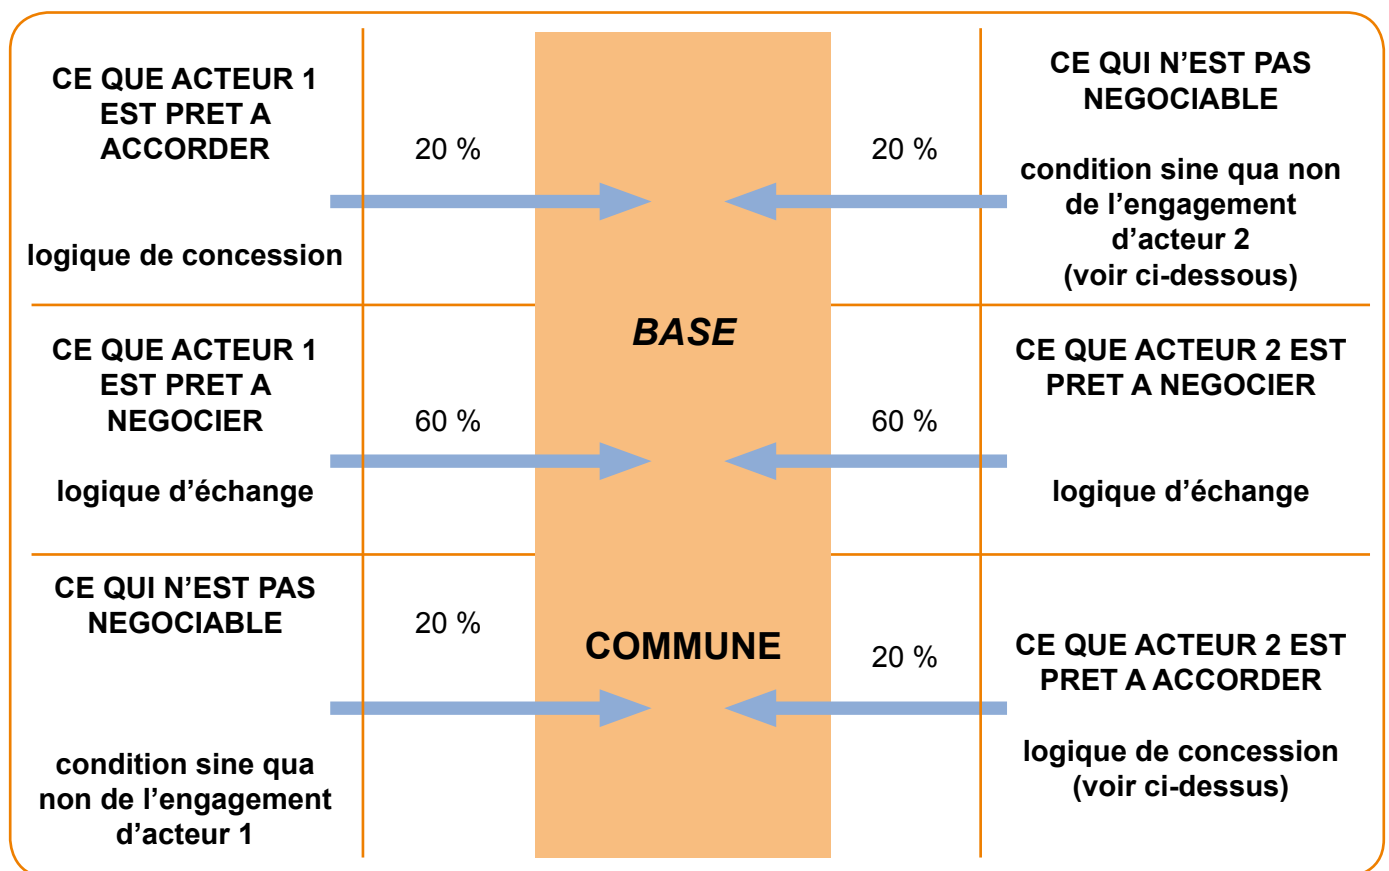 CE QUE ACTEUR 1
EST PRET A
ACCORDER
logique de concession
20 %
20 %
CE QUI N’EST PAS
NEGOCIABLE
condition sine qua non
de l’engagement
d’acteur 2
(voir ci-dessous)
BASE
CE QUE ACTEUR 1
EST PRET A
NEGOCIER
logique d’échange
60 %
60 %
CE QUE ACTEUR 2 EST
PRET A NEGOCIER
logique d’échange
CE QUI N’EST PAS
NEGOCIABLE
condition sine qua
non de l’engagement
d’acteur 1
20 %
COMMUNE
20 %
CE QUE ACTEUR 2 EST
PRET A ACCORDER
logique de concession
(voir ci-dessus)